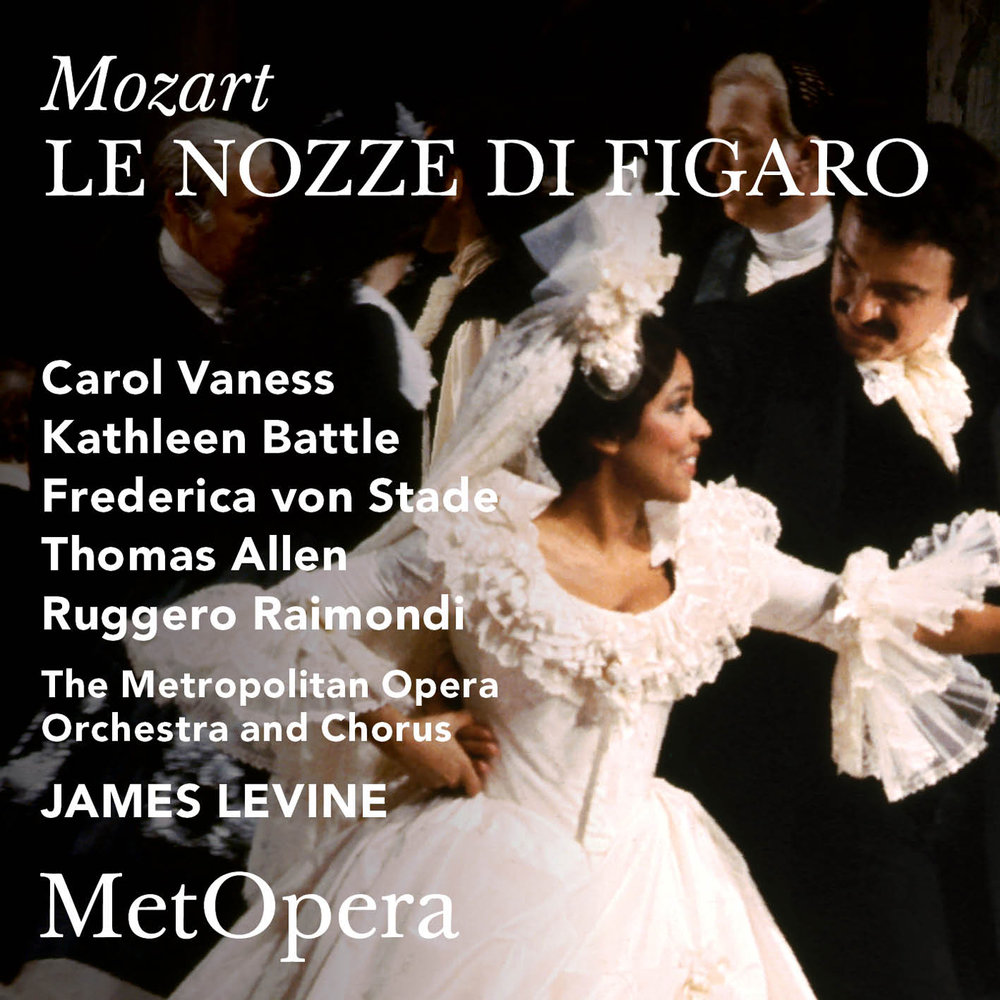 Mozart
LE NOZZE DI FIGARO
Carol Vaness
Kathleen Battle
Frederica von Stade
Thomas Allen
Ruggero Raimondi
The Metropolitan Opera
Orchestra and Chorus
JAMES LEVINE
MetOpera